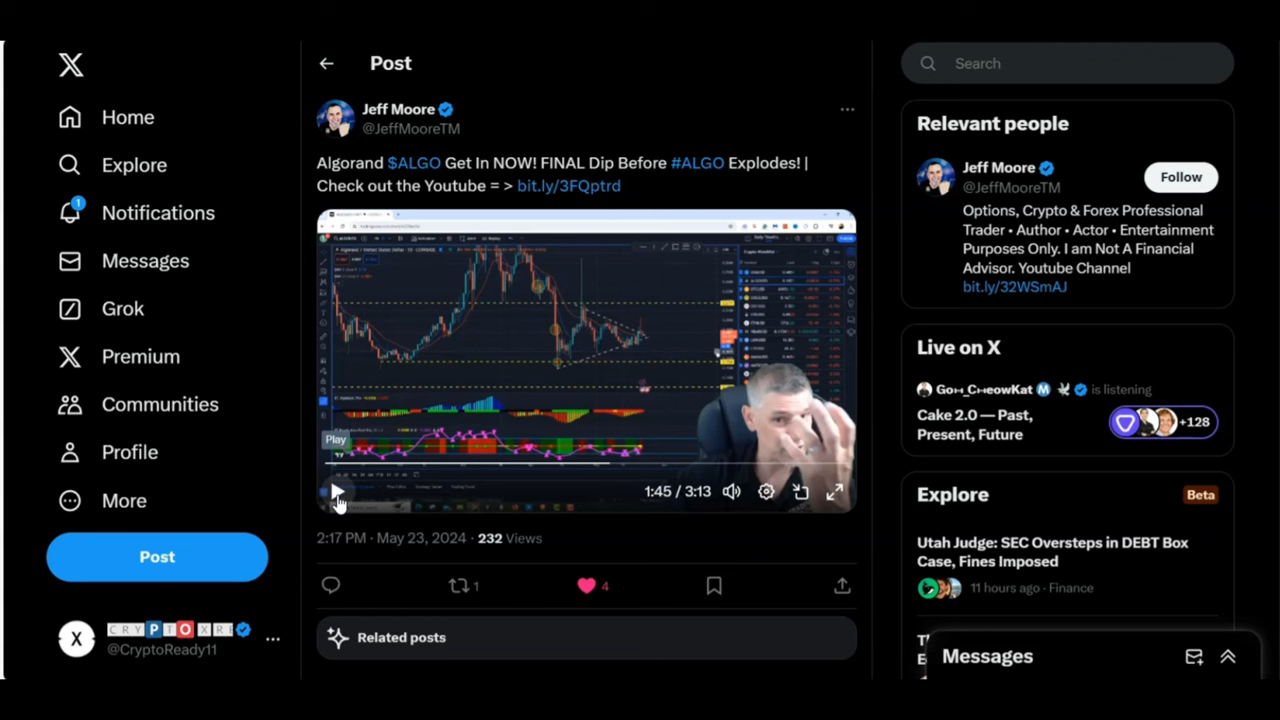 Home
Explore
Notifications
1
Messages
Grok
Premium
Communities
Profile
More
Post
CRYPTOXRE
@CryptoReady11
Post
Jeff Moore
@JeffMooreTM
Algorand $ALGO Get In NOW! FINAL Dip Before #ALGO Explodes! |
Check out the Youtube = > bit.ly/3FQptrd
Play
1:45 / 3:13
2:17 PM · May 23, 2024 · 232 Views
1
4
Related posts
Search
Relevant people
Jeff Moore
@JeffMooreTM
Follow
Options, Crypto & Forex Professional
Trader • Author • Actor • Entertainment
Purposes Only. I am Not A Financial
Advisor. Youtube Channel
bit.ly/32WSmAJ
Live on X
is listening
Cake 2.0 — Past,
Present, Future
+128
Explore
Beta
Utah Judge: SEC Oversteps in DEBT Box
Case, Fines Imposed
11 hours ago · Finance
Messages